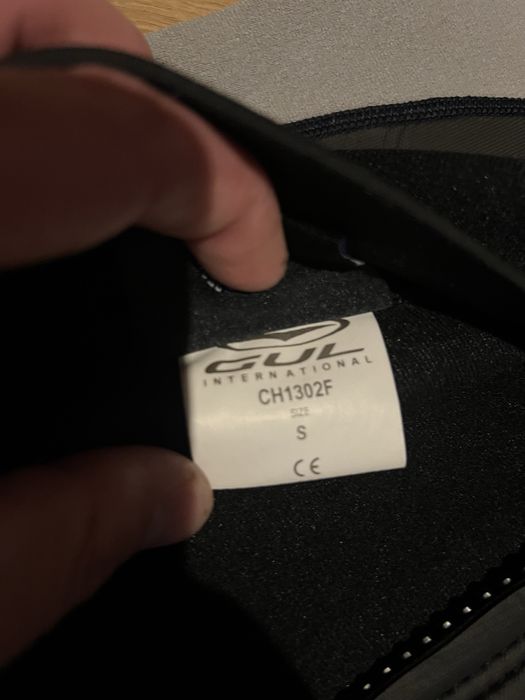 GUL
INTERNATIONAL
CH1302F
SIZE
S
CE